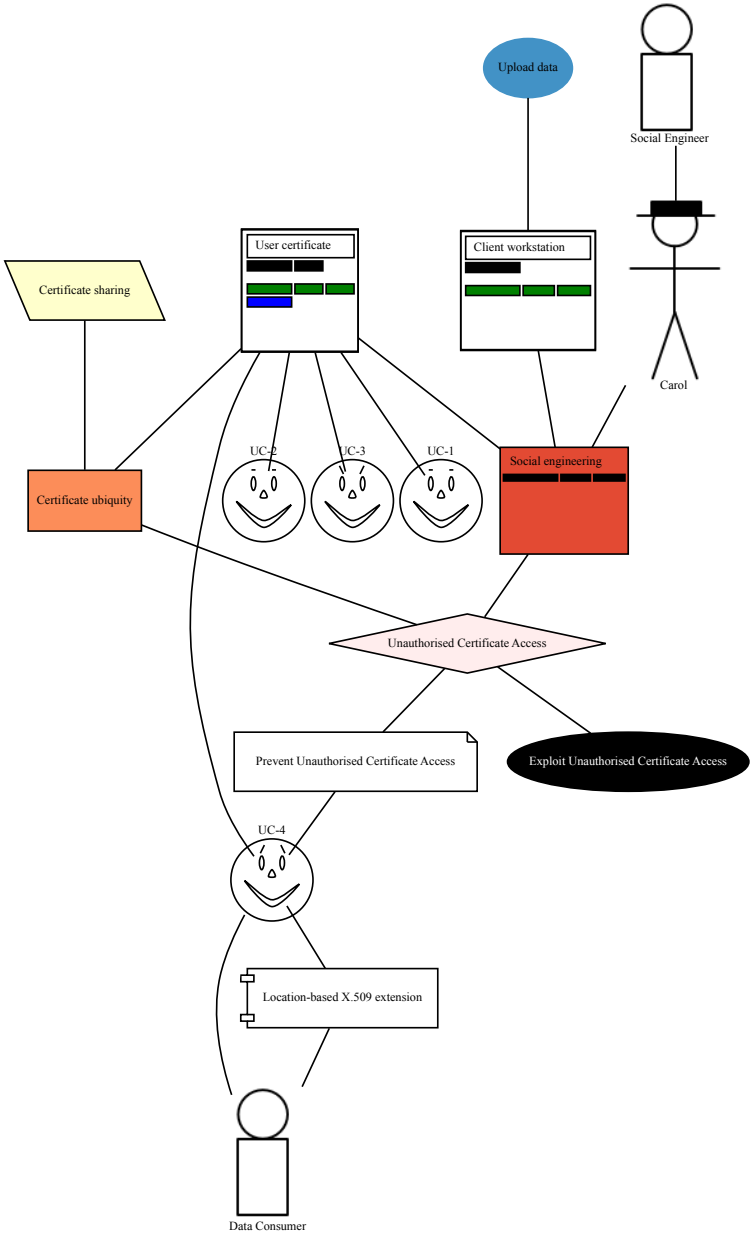 Upload data
Social Engineer
User certificate
Client workstation
Certificate sharing
Carol
UC-2
UC-3
UC-1
Social engineering
Certificate ubiquity
Unauthorised Certificate Access
Prevent Unauthorised Certificate Access
Exploit Unauthorised Certificate Access
UC-4
Location-based X.509 extension
Data Consumer